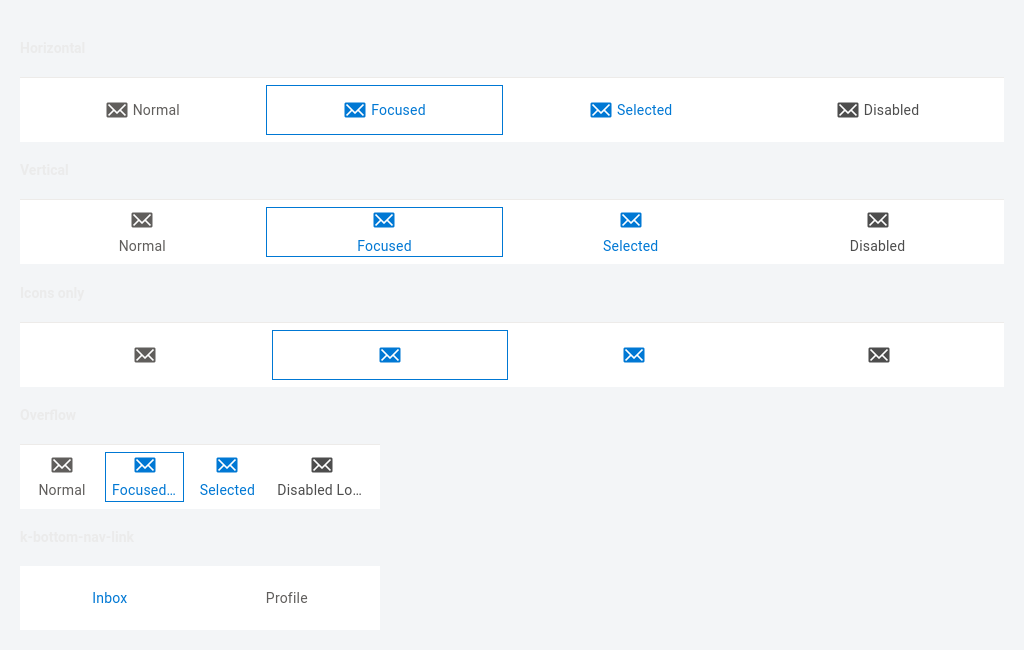 Horizontal
Normal Focused Selected Disabled
Vertical
Normal Focused Selected Disabled
Icons only
Overflow
Normal Focused... Selected Disabled Lo...
k-bottom-nav-link
Inbox Profile